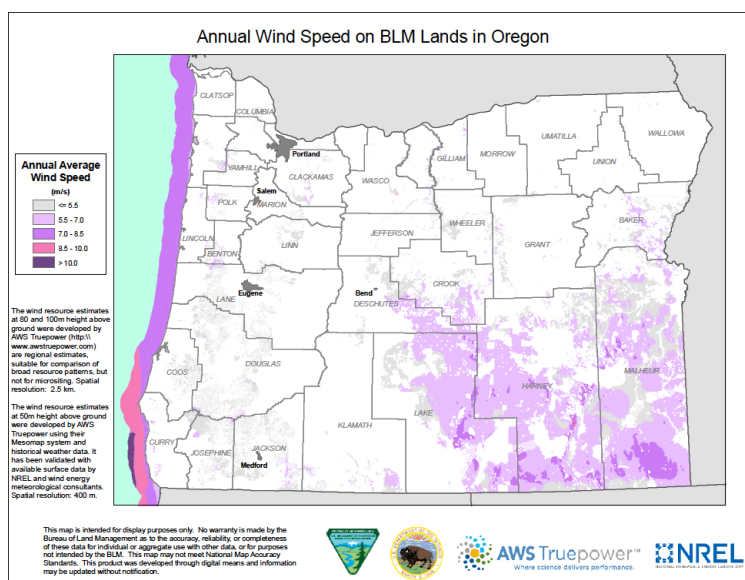 Annual Wind Speed on BLM Lands in Oregon
CLATSOP
COLUMBIA
Portland
YAMHILL
CLACKAMAS
WASCO
GILLIAM
MORROW
UMATILLA
UNION
WALLOWA
Salem
POLK
MARION
LINCOLN
BENTON
LINN
JEFFERSON
WHEELER
GRANT
BAKER
LANE
Eugene
Bend
DESCHUTES
CROOK
COOS
DOUGLAS
LAKE
HARNEY
MALHEUR
CURRY
JOSEPHINE
JACKSON
Medford
KLAMATH
Annual Average
Wind Speed
(m/s)
<= 5.5
5.5 - 7.0
7.0 - 8.5
8.5 - 10.0
> 10.0
The wind resource estimates
at 80 and 100m height above
ground were developed by
AWS Truepower (http:\\
www.awstruepower.com)
are regional estimates,
suitable for comparison of
broad resource patterns, but
not for micrositing. Spatial
resolution: 2.5 km.
The wind resource estimates
at 50m height above ground
were developed by AWS
Truepower using their
Mesomap system and
historical weather data. It
has been validated with
available surface data by
NREL and wind energy
meteorological consultants.
Spatial resolution: 400 m.
This map is intended for display purposes only. No warranty is made by the
Bureau of Land Management as to the accuracy, reliability, or completeness
of these data for individual or aggregate use with other data, or for purposes
not intended by the BLM. This map may not meet National Map Accuracy
Standards. This product was developed through digital means and information
may be updated without notification.
AWS Truepower™
Where science delivers performance.
NREL